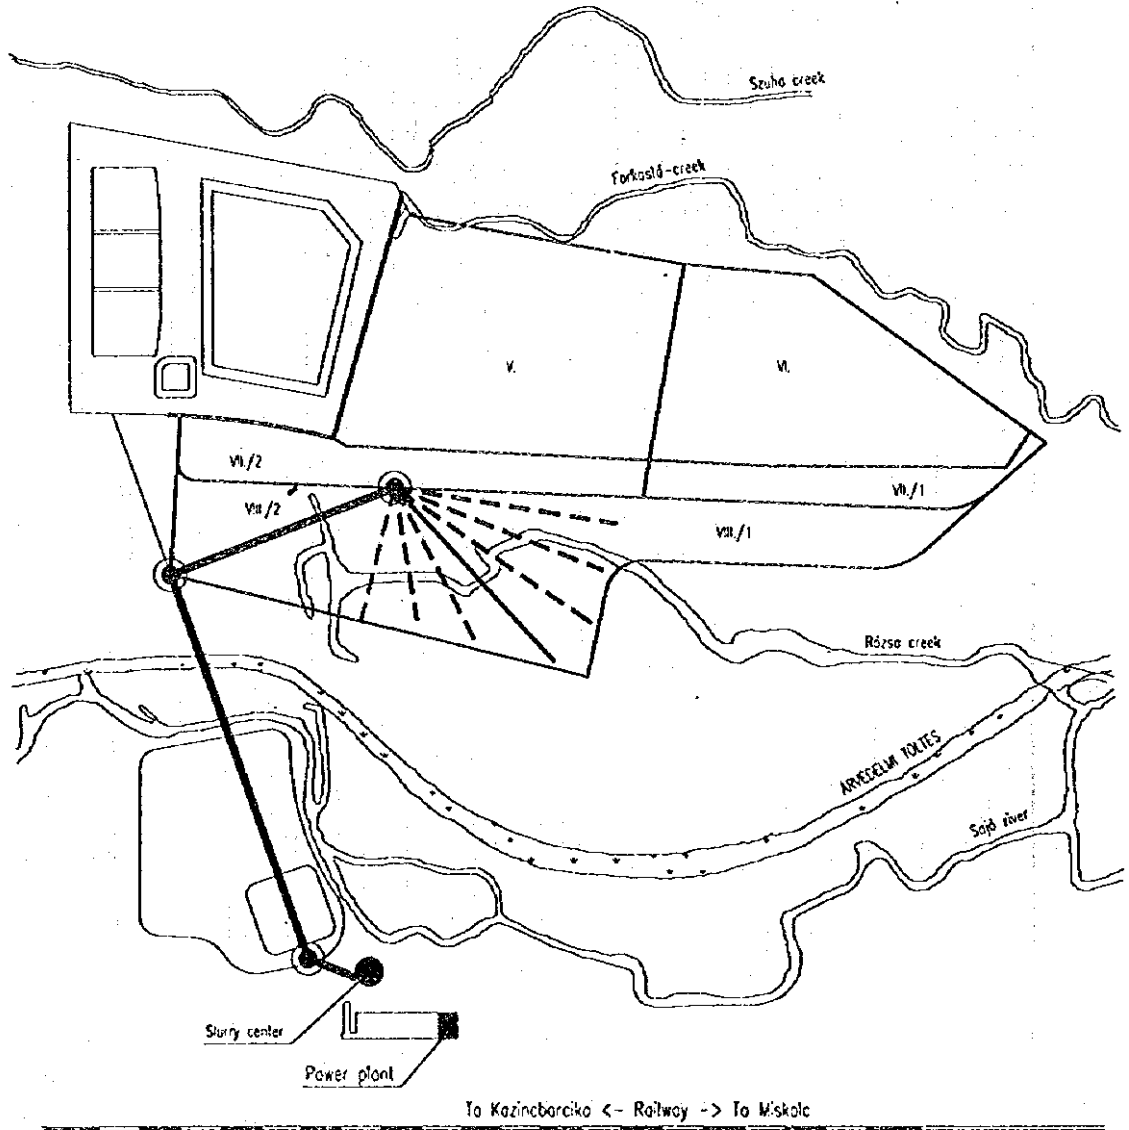 Szuha creek
Farkaslő-creek
V.
VI.
VII./2
VII./1
VIII./2
VIII./1
Rózsa creek
ÁRVÉDELMI TÖLTÉS
Sajó river
Slurry center
Power plant
To Kazincbarcika <- Railway -> To Miskolc